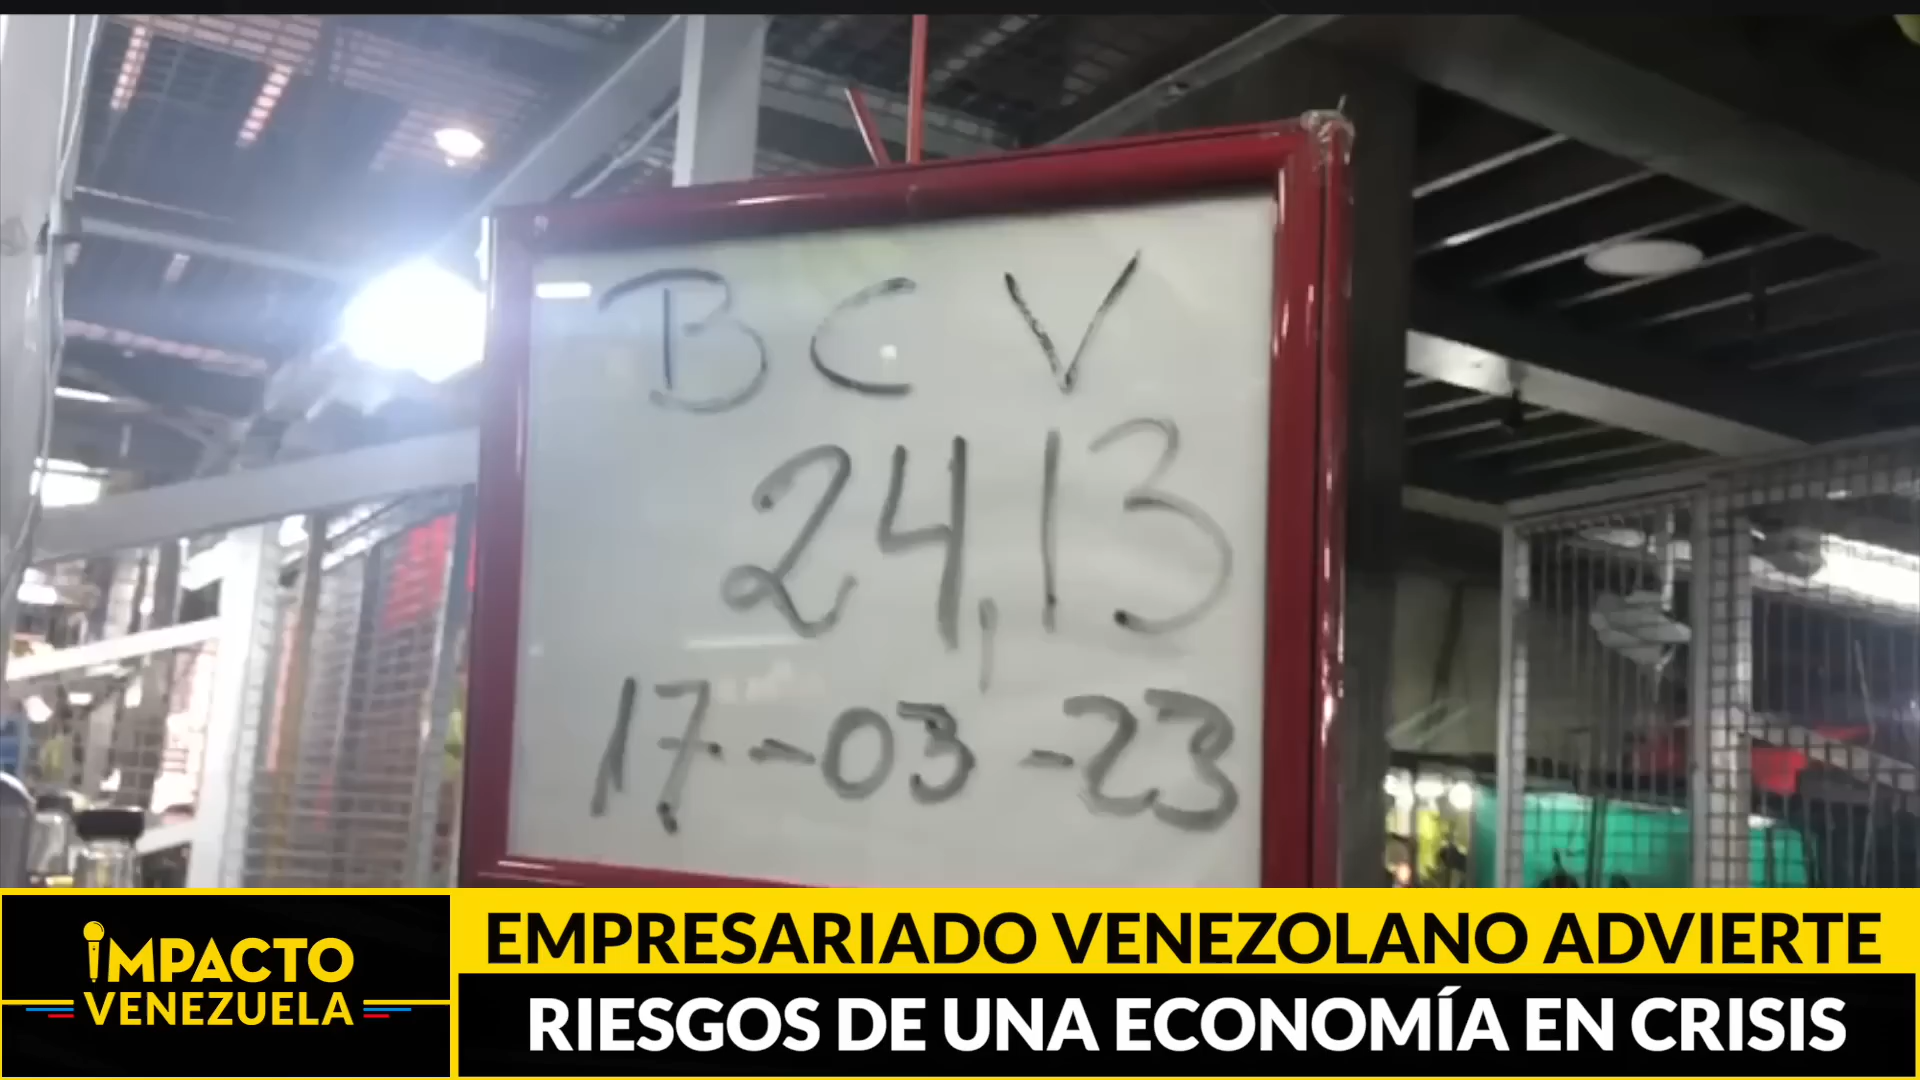 BCV
24,13
17-03-23
IMPACTO
VENEZUELA
EMPRESARIADO VENEZOLANO ADVIERTE
RIESGOS DE UNA ECONOMÍA EN CRISIS